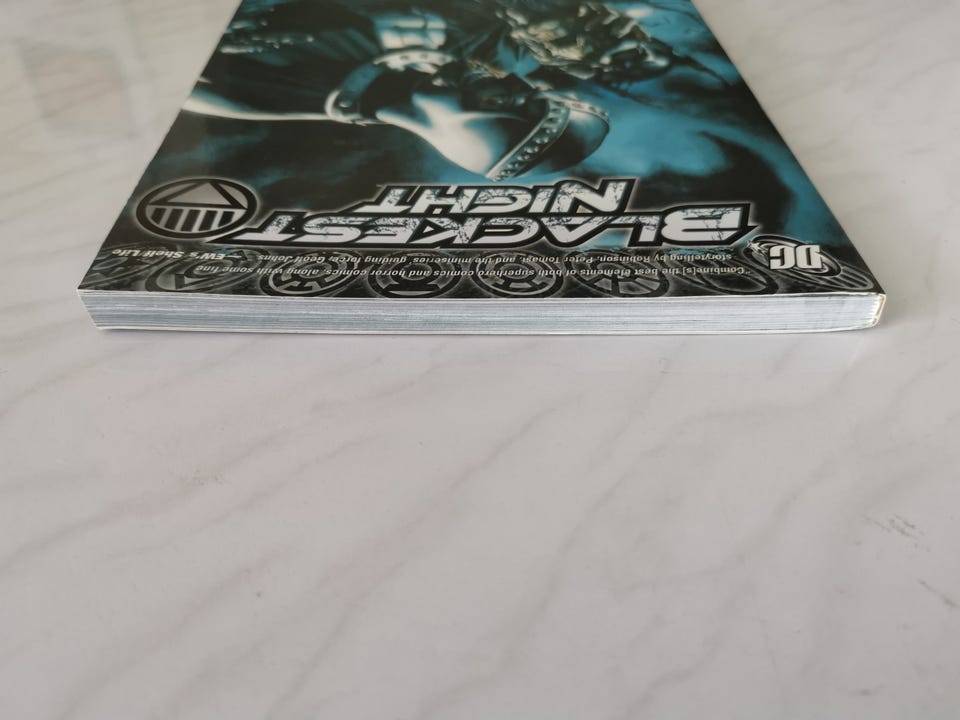 "Combine[s] the best elements of both superhero comics and horror comics, along with some fine
storytelling by Robinson, Peter Tomasi, and the miniseries' guiding force, Geoff Johns." —EW's Shelf Life
DC
BLACKEST
NIGHT